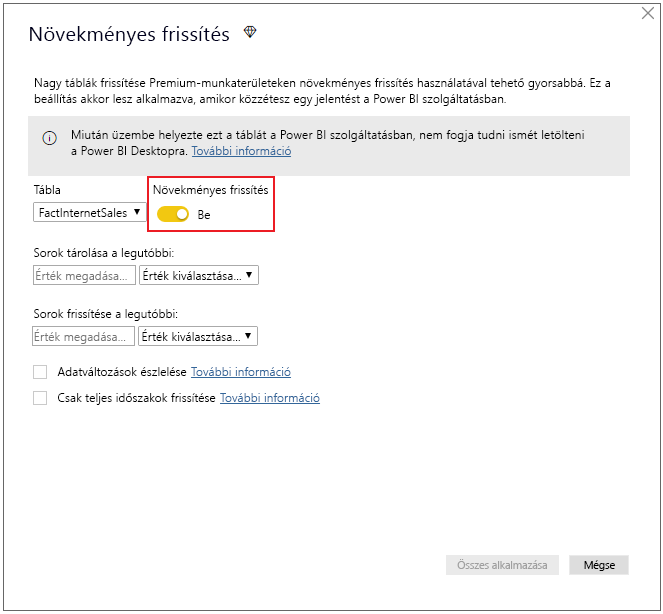 Növekményes frissítés
Nagy táblák frissítése Premium-munkaterületeken növekményes frissítés használatával tehető gyorsabbá. Ez a
beállítás akkor lesz alkalmazva, amikor közzétesz egy jelentést a Power BI szolgáltatásban.
Miután üzembe helyezte ezt a táblát a Power BI szolgáltatásban, nem fogja tudni ismét letölteni
a Power BI Desktopra. További információ
Tábla Növekményes frissítés
FactInternetSales Be
Sorok tárolása a legutóbbi:
Érték megadása... Érték kiválasztása...
Sorok frissítése a legutóbbi:
Érték megadása... Érték kiválasztása...
Adatváltozások észlelése További információ
Csak teljes időszakok frissítése További információ
Összes alkalmazása Mégse